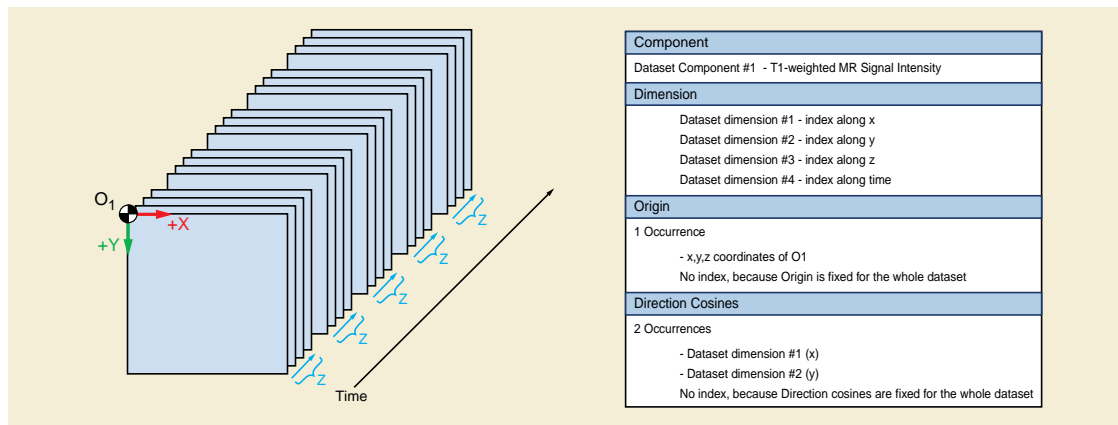 O1
+X
+Y
Z
Z
Z
Z
Z
Time
Component
Dataset Component #1 - T1-weighted MR Signal Intensity
Dimension
Dataset dimension #1 - index along x
Dataset dimension #2 - index along y
Dataset dimension #3 - index along z
Dataset dimension #4 - index along time
Origin
1 Occurrence
- x,y,z coordinates of O1
No index, because Origin is fixed for the whole dataset
Direction Cosines
2 Occurrences
- Dataset dimension #1 (x)
- Dataset dimension #2 (y)
No index, because Direction cosines are fixed for the whole dataset